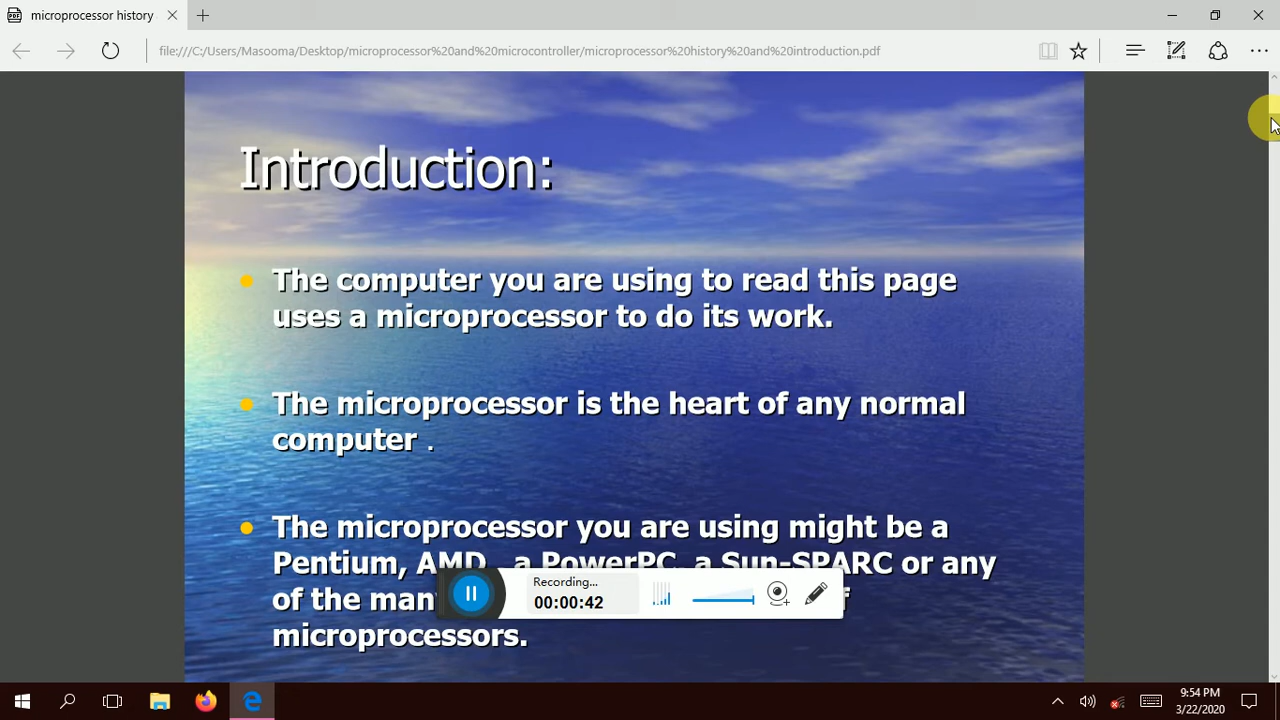 microprocessor history
file:///C:/Users/Masooma/Desktop/microprocessor%20and%20microcontroller/microprocessor%20history%20and%20introduction.pdf
Introduction:
The computer you are using to read this page
uses a microprocessor to do its work.
The microprocessor is the heart of any normal
computer .
The microprocessor you are using might be a
Pentium, AMD, a PowerPC, a Sun-SPARC or any
of the
microprocessors.
Recording...
00:00:42
9:54 PM
3/22/2020